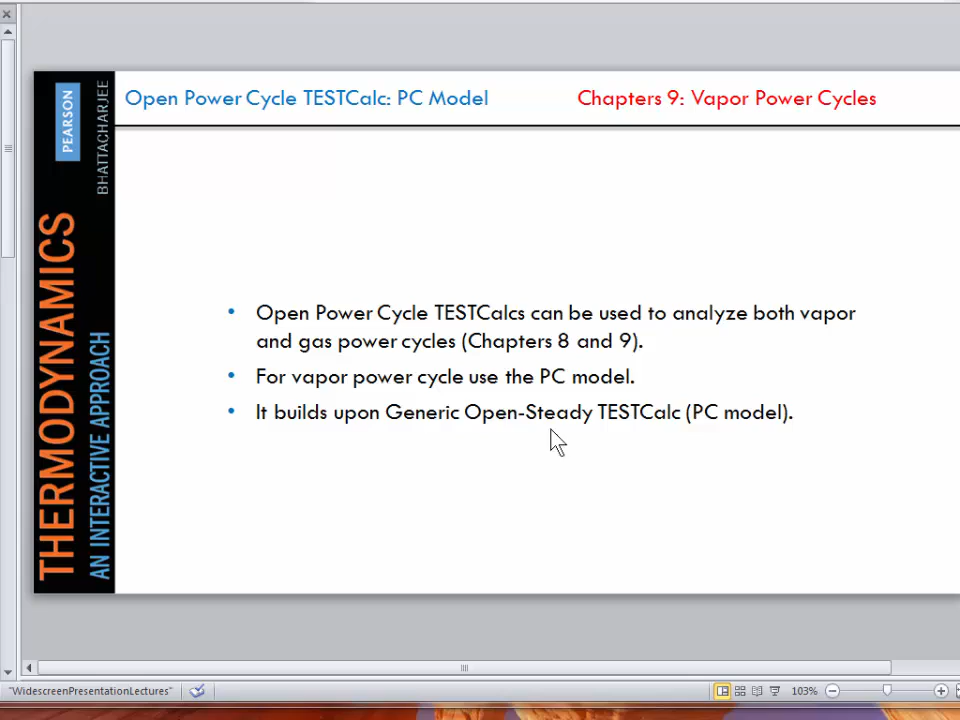 Open Power Cycle TESTCalc: PC Model
Chapters 9: Vapor Power Cycles
PEARSON
BHATTACHARJEE
THERMODYNAMICS
AN INTERACTIVE APPROACH
• Open Power Cycle TESTCalcs can be used to analyze both vapor
and gas power cycles (Chapters 8 and 9).
• For vapor power cycle use the PC model.
• It builds upon Generic Open-Steady TESTCalc (PC model).
"WidescreenPresentationLectures"
103%